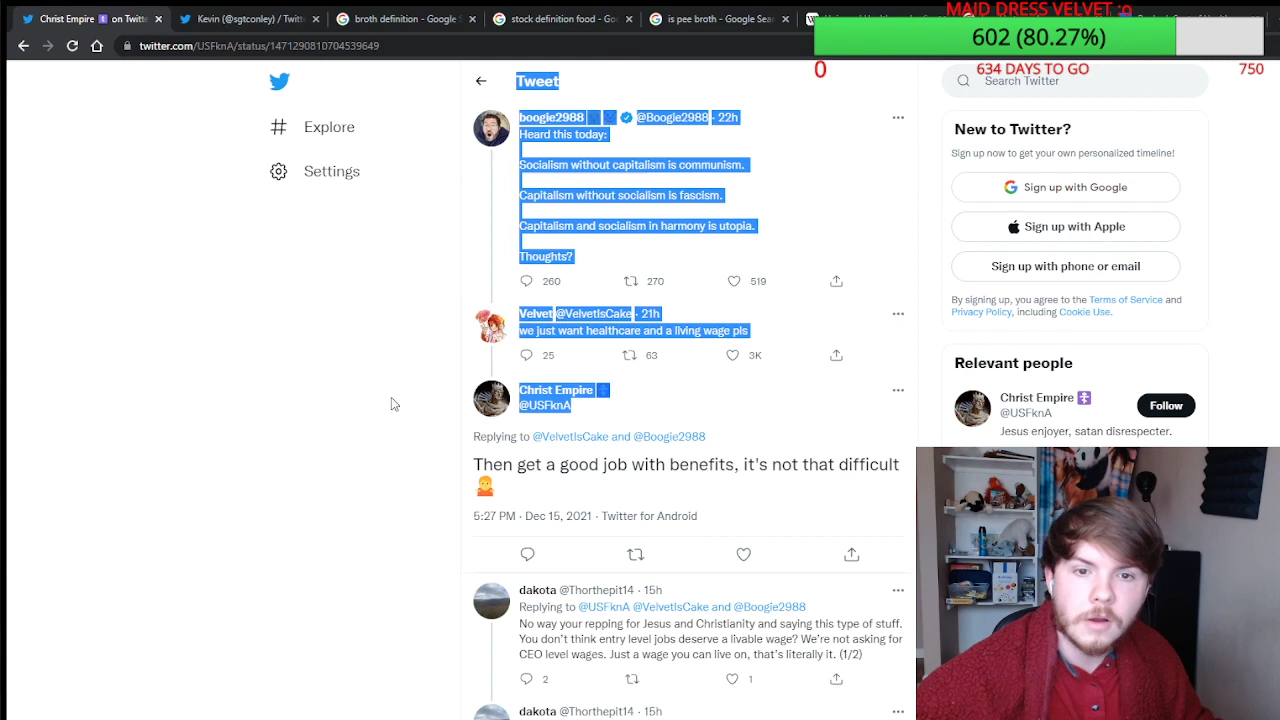 Christ Empire on Twitt
Kevin (@sgtconley) / Twitte
broth definition - Google S
stock definition food - Goo
is pee broth - Google Sear
MAID DRESS VELVET :o
602 (80.27%)
0
634 DAYS TO GO
750
twitter.com/USFknA/status/1471290810704539649
Explore
Settings
Tweet
boogie2988 @Boogie2988 · 22h
Heard this today:
Socialism without capitalism is communism.
Capitalism without socialism is fascism.
Capitalism and socialism in harmony is utopia.
Thoughts?
260 270 519
Velvet @VelvetIsCake · 21h
we just want healthcare and a living wage pls
25 63 3K
Christ Empire
@USFknA
Replying to @VelvetIsCake and @Boogie2988
Then get a good job with benefits, it's not that difficult
5:27 PM · Dec 15, 2021 · Twitter for Android
dakota @Thorthepit14 · 15h
Replying to @USFknA @VelvetIsCake and @Boogie2988
No way your repping for Jesus and Christianity and saying this type of stuff.
You don't think entry level jobs deserve a livable wage? We're not asking for
CEO level wages. Just a wage you can live on, that's literally it. (1/2)
2 1
dakota @Thorthepit14 · 15h
Search Twitter
New to Twitter?
Sign up now to get your own personalized timeline!
Sign up with Google
Sign up with Apple
Sign up with phone or email
By signing up, you agree to the Terms of Service and
Privacy Policy, including Cookie Use.
Relevant people
Christ Empire
@USFknA
Follow
Jesus enjoyer, satan disrespecter.